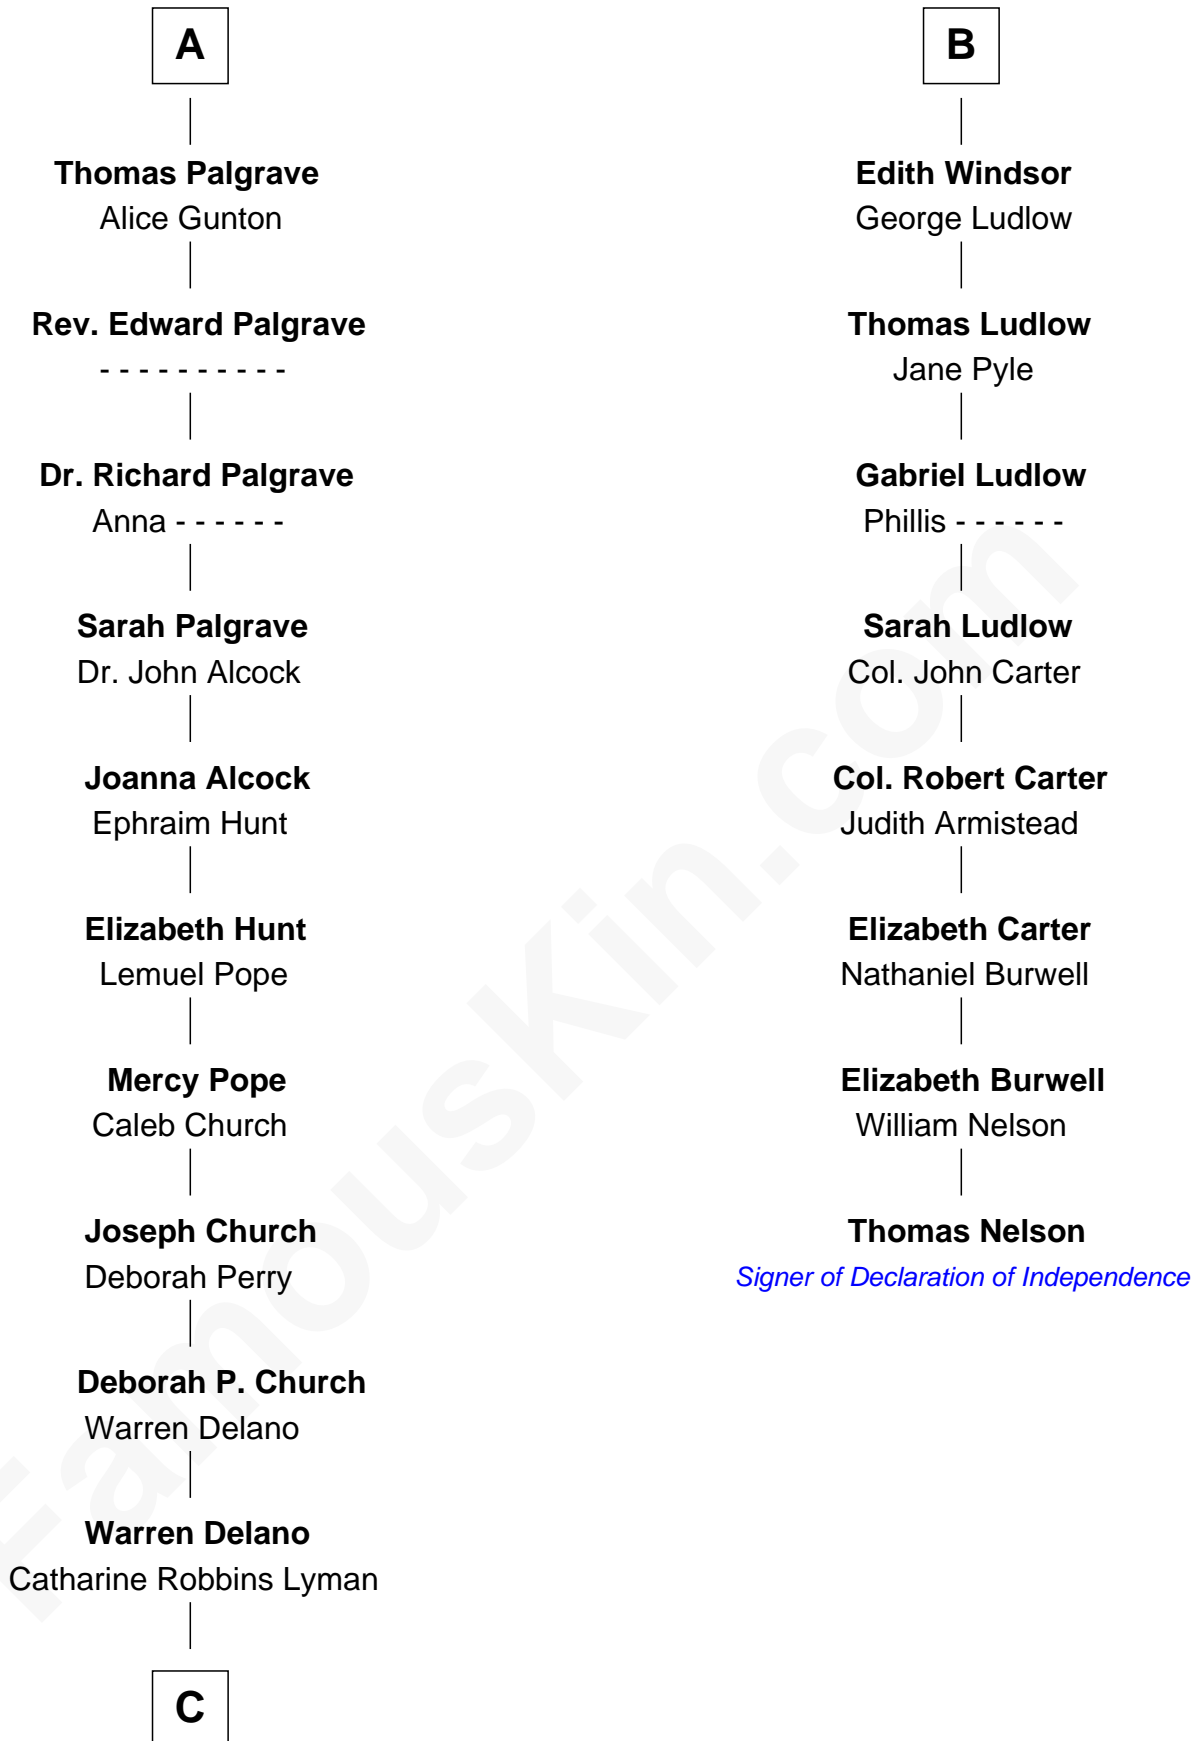 A
Thomas Palgrave
Alice Gunton
Rev. Edward Palgrave
- - - - - - - - - -
Dr. Richard Palgrave
Anna - - - - - -
Sarah Palgrave
Dr. John Alcock
Joanna Alcock
Ephraim Hunt
Elizabeth Hunt
Lemuel Pope
Mercy Pope
Caleb Church
Joseph Church
Deborah Perry
Deborah P. Church
Warren Delano
Warren Delano
Catharine Robbins Lyman
C
B
Edith Windsor
George Ludlow
Thomas Ludlow
Jane Pyle
Gabriel Ludlow
Phillis - - - - - -
Sarah Ludlow
Col. John Carter
Col. Robert Carter
Judith Armistead
Elizabeth Carter
Nathaniel Burwell
Elizabeth Burwell
William Nelson
Thomas Nelson
Signer of Declaration of Independence
FamousKin.com